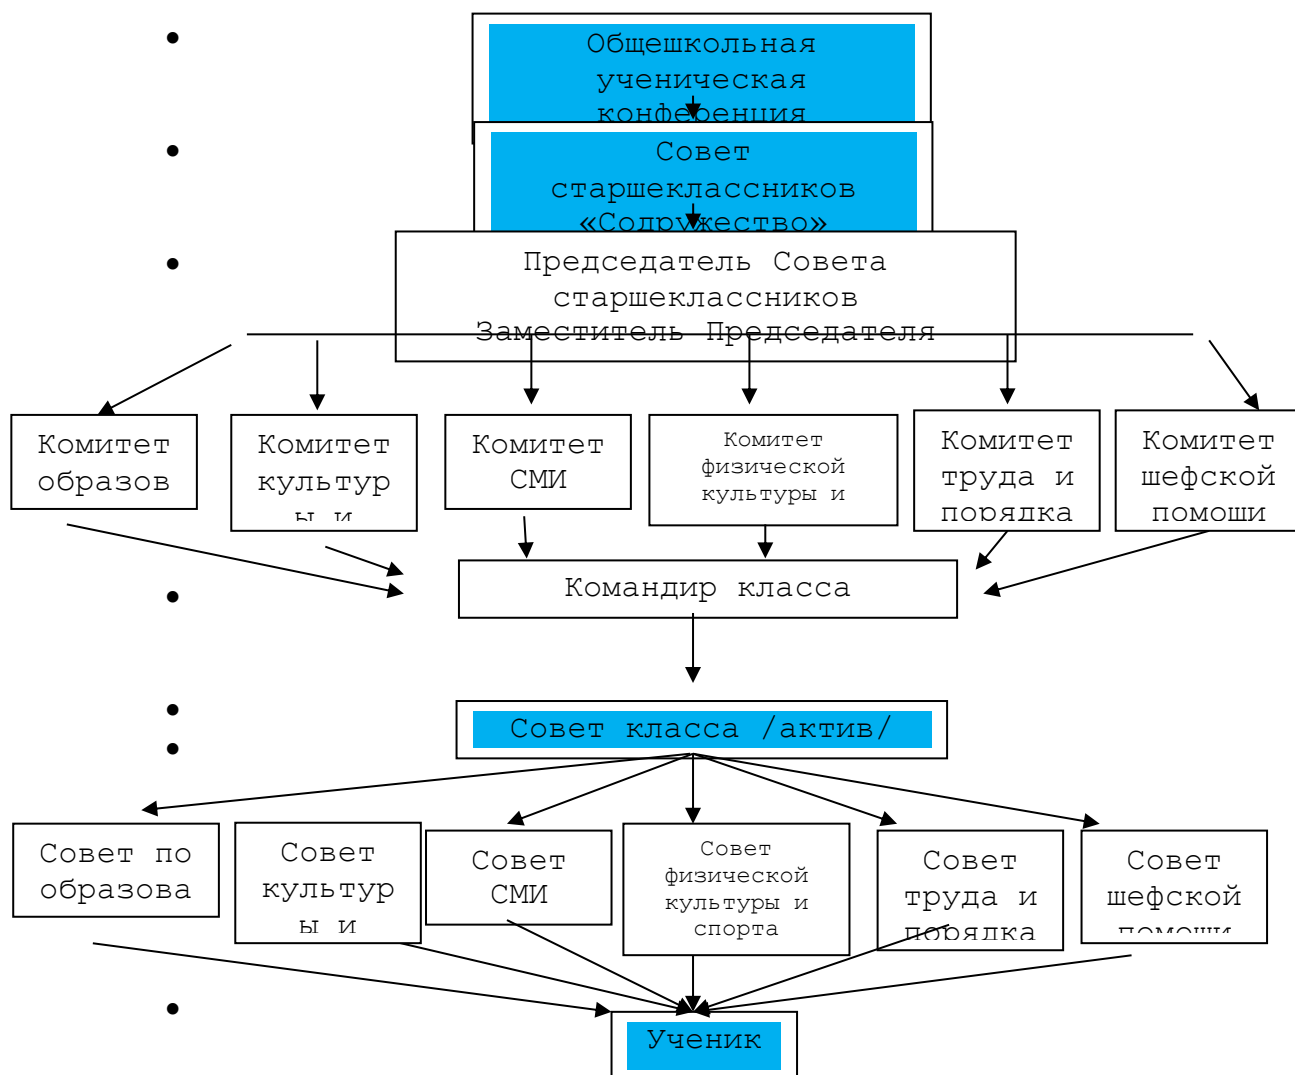 Общешкольная
ученическая
конференция
Совет
старшеклассников
«Содружество»
Председатель Совета
старшеклассников
Заместитель Председателя
Комитет
образов
Комитет
культур
ы и
Комитет
СМИ
Комитет
физической
культуры и
Комитет
труда и
порядка
Комитет
шефской
помощи
Командир класса
Совет класса /актив/
Совет по
образова
Совет
культур
ы и
Совет
СМИ
Совет
физической
культуры и
спорта
Совет
труда и
порядка
Совет
шефской
помощи
Ученик